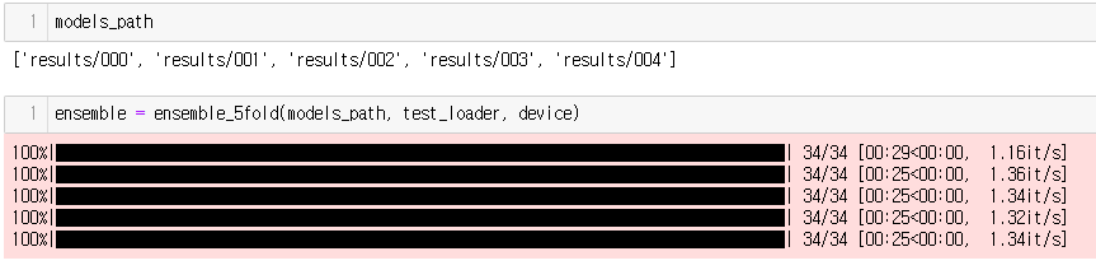 1 models_path
['results/000', 'results/001', 'results/002', 'results/003', 'results/004']
1 ensemble = ensemble_5fold(models_path, test_loader, device)
100%| | 34/34 [00:29<00:00, 1.16it/s]
100%| | 34/34 [00:25<00:00, 1.36it/s]
100%| | 34/34 [00:25<00:00, 1.34it/s]
100%| | 34/34 [00:25<00:00, 1.32it/s]
100%| | 34/34 [00:25<00:00, 1.34it/s]